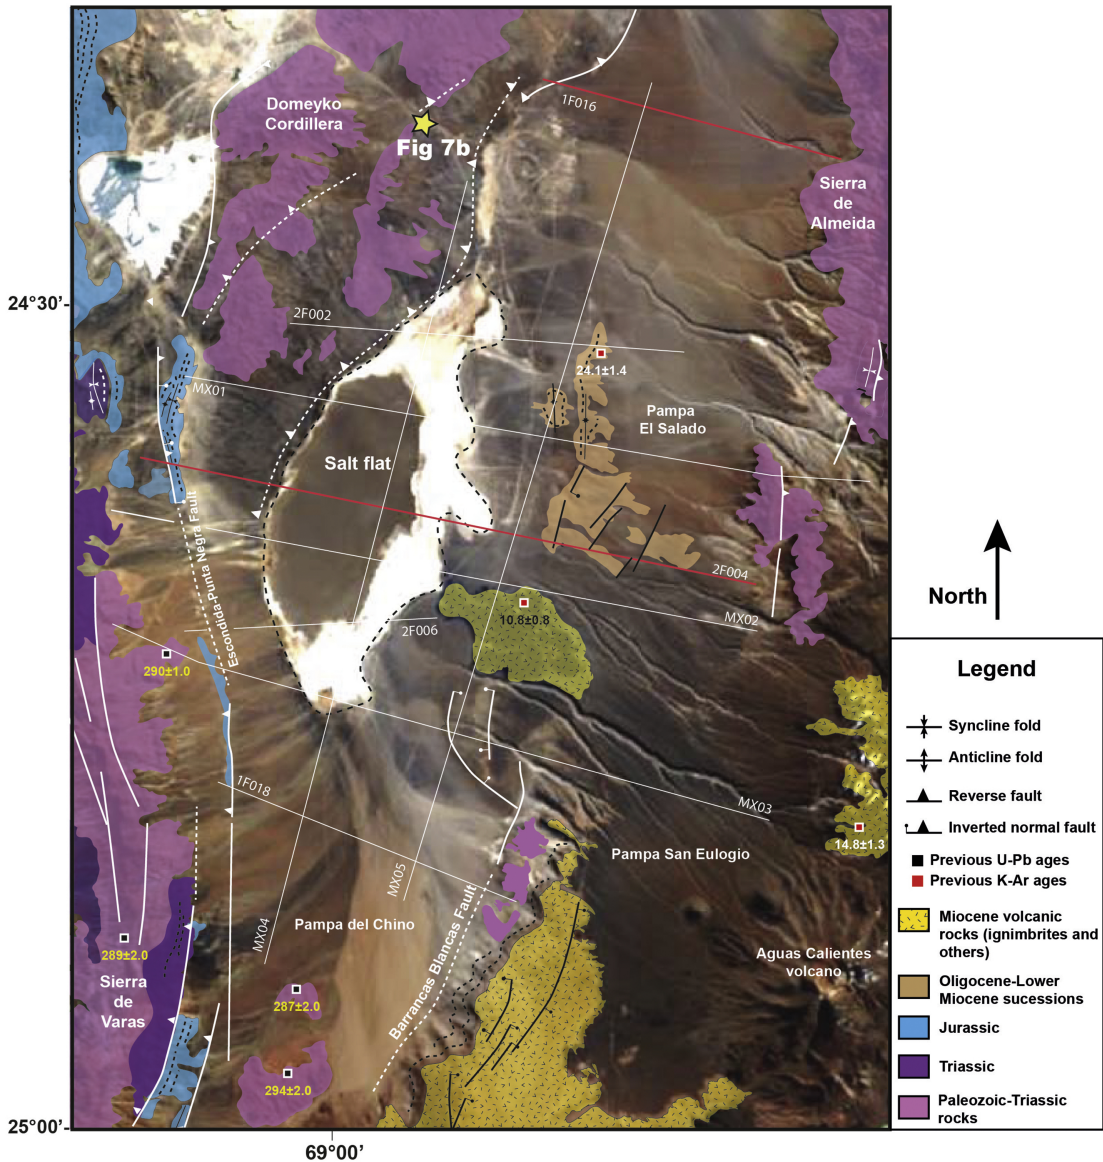 Domeyko
Cordillera
Fig 7b
1F016
Sierra
de
Almeida
24°30'
2F002
24.1±1.4
MX01
Pampa
El Salado
Salt flat
Escondida-Punta Negra Fault
2F004
North
10.8±0.8
MX02
2F006
290±1.0
1F018
MX03
14.8±1.3
Pampa San Eulogio
MX05
Barrancas Blancas Fault
Pampa del Chino
MX04
289±2.0
Aguas Calientes
volcano
Sierra
de
Varas
287±2.0
294±2.0
25°00'
69°00'
Legend
Syncline fold
Anticline fold
Reverse fault
Inverted normal fault
Previous U-Pb ages
Previous K-Ar ages
Miocene volcanic
rocks (ignimbrites and
others)
Oligocene-Lower
Miocene sucessions
Jurassic
Triassic
Paleozoic-Triassic
rocks